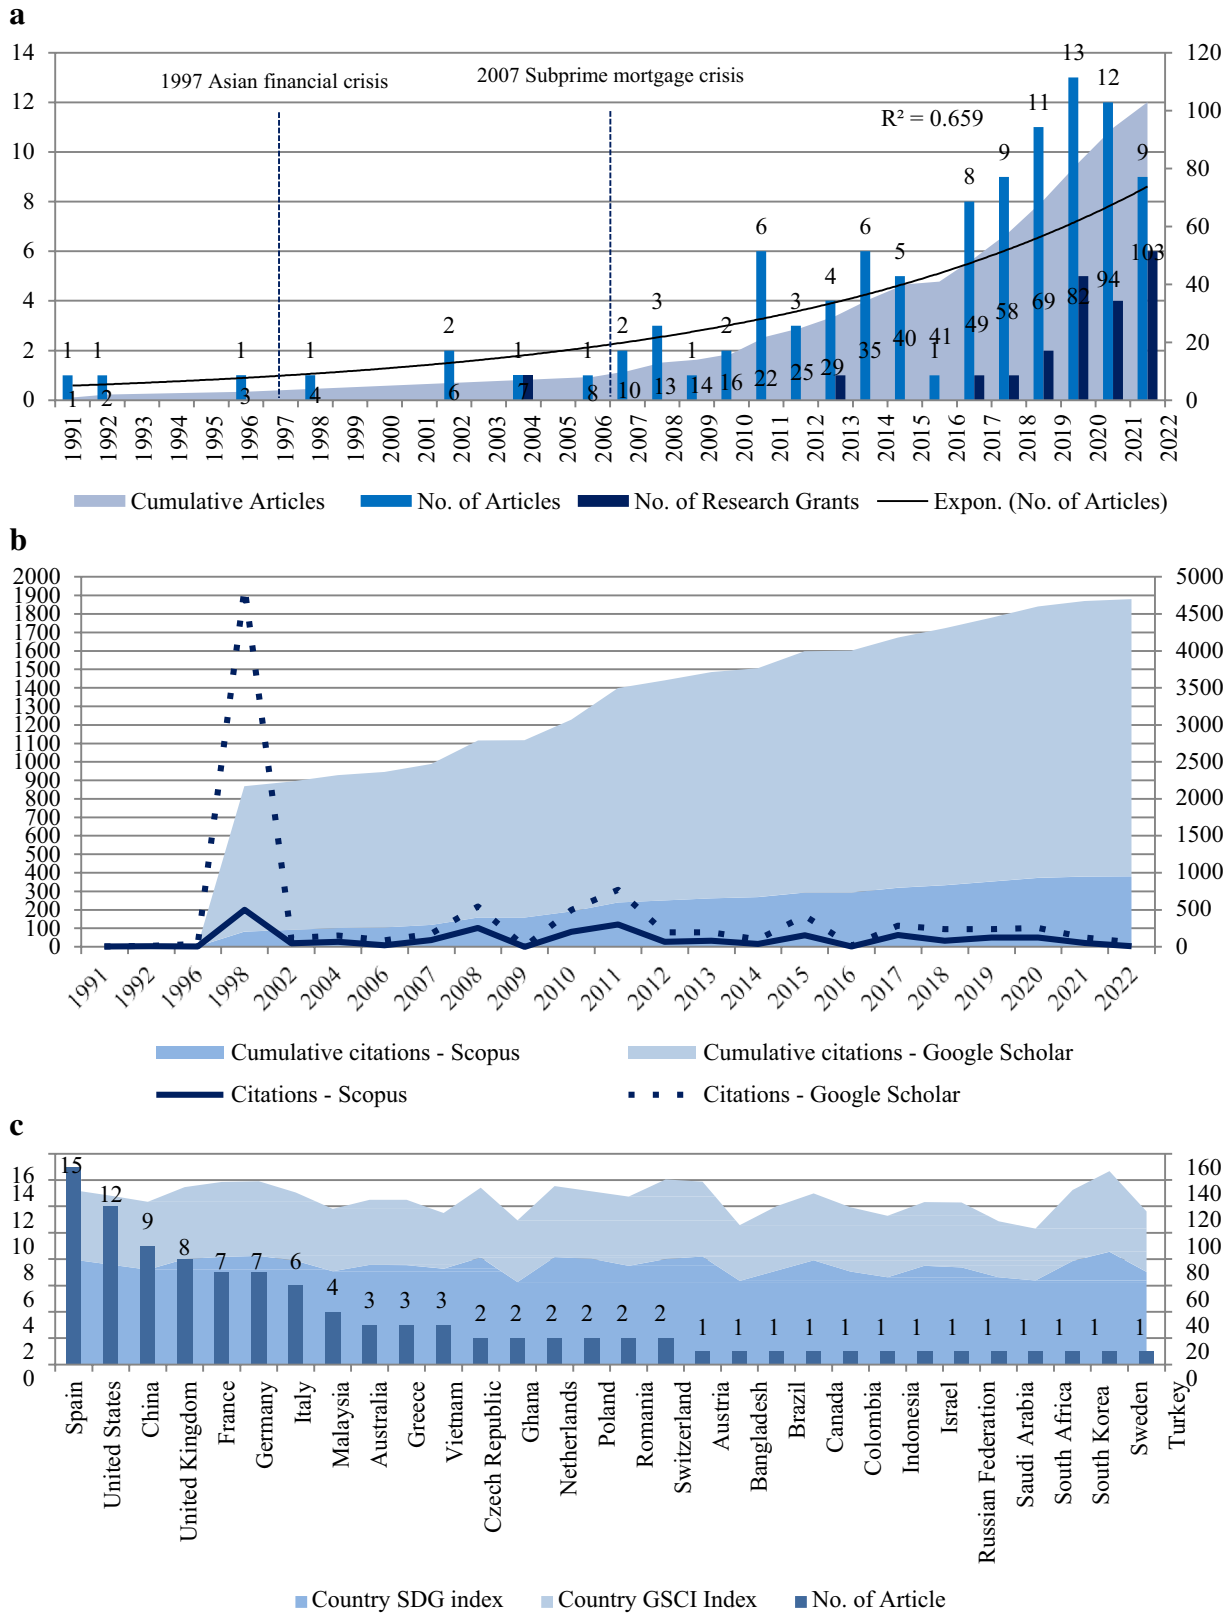 a
14
12
10
8
6
4
2
0
120
100
80
60
40
20
0
1997 Asian financial crisis
2007 Subprime mortgage crisis
R² = 0.659
1 1 1 1 2 1 1 2 3 1 2 6 3 4 6 5 1 8 9 11 13 12 9
1 2 3 4 6 7 8 10 13 14 16 22 25 29 35 40 41 49 58 69 82 94 103
1991 1992 1993 1994 1995 1996 1997 1998 1999 2000 2001 2002 2003 2004 2005 2006 2007 2008 2009 2010 2011 2012 2013 2014 2015 2016 2017 2018 2019 2020 2021 2022
Cumulative Articles No. of Articles No. of Research Grants Expon. (No. of Articles)
b
2000
1900
1800
1700
1600
1500
1400
1300
1200
1100
1000
900
800
700
600
500
400
300
200
100
0
5000
4500
4000
3500
3000
2500
2000
1500
1000
500
0
1991 1992 1996 1998 2002 2004 2006 2007 2008 2009 2010 2011 2012 2013 2014 2015 2016 2017 2018 2019 2020 2021 2022
Cumulative citations - Scopus Cumulative citations - Google Scholar
Citations - Scopus Citations - Google Scholar
c
16
14
12
10
8
6
4
2
0
160
140
120
100
80
60
40
20
0
15 12 9 8 7 7 6 4 3 3 3 2 2 2 2 2 2 1 1 1 1 1 1 1 1 1 1 1 1 1
Spain
United States
China
United Kingdom
France
Germany
Italy
Malaysia
Australia
Greece
Vietnam
Czech Republic
Ghana
Netherlands
Poland
Romania
Switzerland
Austria
Bangladesh
Brazil
Canada
Colombia
Indonesia
Israel
Russian Federation
Saudi Arabia
South Africa
South Korea
Sweden
Turkey
Country SDG index Country GSCI Index No. of Article